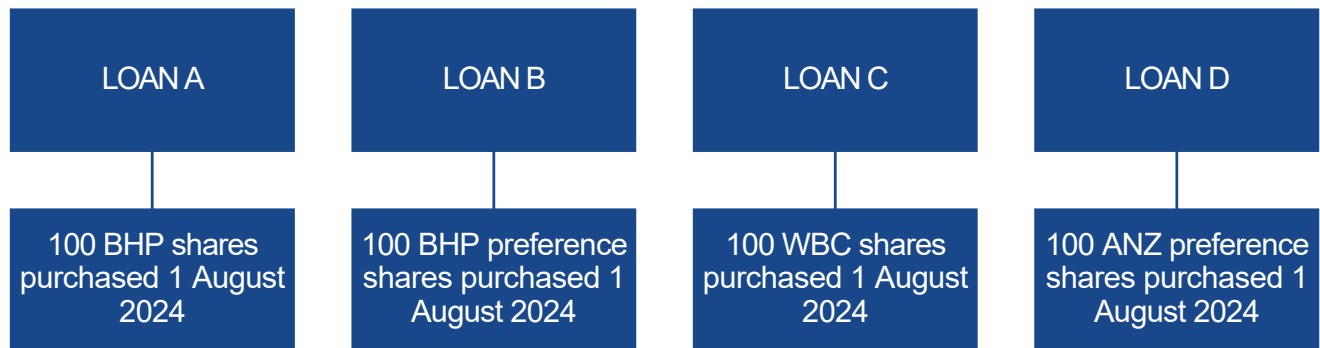 LOAN A
LOAN B
LOAN C
LOAN D
100 BHP shares
purchased 1 August
2024
100 BHP preference
shares purchased 1
August 2024
100 WBC shares
purchased 1 August
2024
100 ANZ preference
shares purchased 1
August 2024